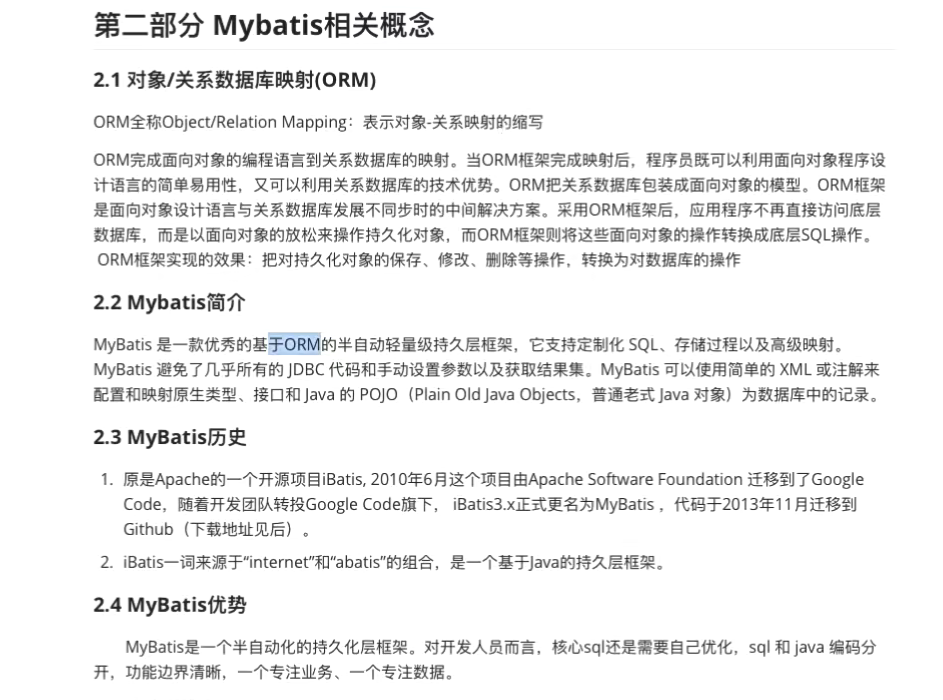 第二部分 Mybatis相关概念
2.1 对象/关系数据库映射(ORM)
ORM全称Object/Relation Mapping：表示对象-关系映射的缩写
ORM完成面向对象的编程语言到关系数据库的映射。当ORM框架完成映射后，程序员既可以利用面向对象程序设
计语言的简单易用性，又可以利用关系数据库的技术优势。ORM把关系数据库包装成面向对象的模型。ORM框架
是面向对象设计语言与关系数据库发展不同步时的中间解决方案。采用ORM框架后，应用程序不再直接访问底层
数据库，而是以面向对象的放松来操作持久化对象，而ORM框架则将这些面向对象的操作转换成底层SQL操作。
ORM框架实现的效果：把对持久化对象的保存、修改、删除等操作，转换为对数据库的操作
2.2 Mybatis简介
MyBatis 是一款优秀的基于ORM的半自动轻量级持久层框架，它支持定制化 SQL、存储过程以及高级映射。
MyBatis 避免了几乎所有的 JDBC 代码和手动设置参数以及获取结果集。MyBatis 可以使用简单的 XML 或注解来
配置和映射原生类型、接口和 Java 的 POJO（Plain Old Java Objects，普通老式 Java 对象）为数据库中的记录。
2.3 MyBatis历史
1. 原是Apache的一个开源项目iBatis, 2010年6月这个项目由Apache Software Foundation 迁移到了Google
Code，随着开发团队转投Google Code旗下， iBatis3.x正式更名为MyBatis ，代码于2013年11月迁移到
Github（下载地址见后）。
2. iBatis一词来源于“internet”和“abatis”的组合，是一个基于Java的持久层框架。
2.4 MyBatis优势
MyBatis是一个半自动化的持久化层框架。对开发人员而言，核心sql还是需要自己优化，sql 和 java 编码分
开，功能边界清晰，一个专注业务、一个专注数据。